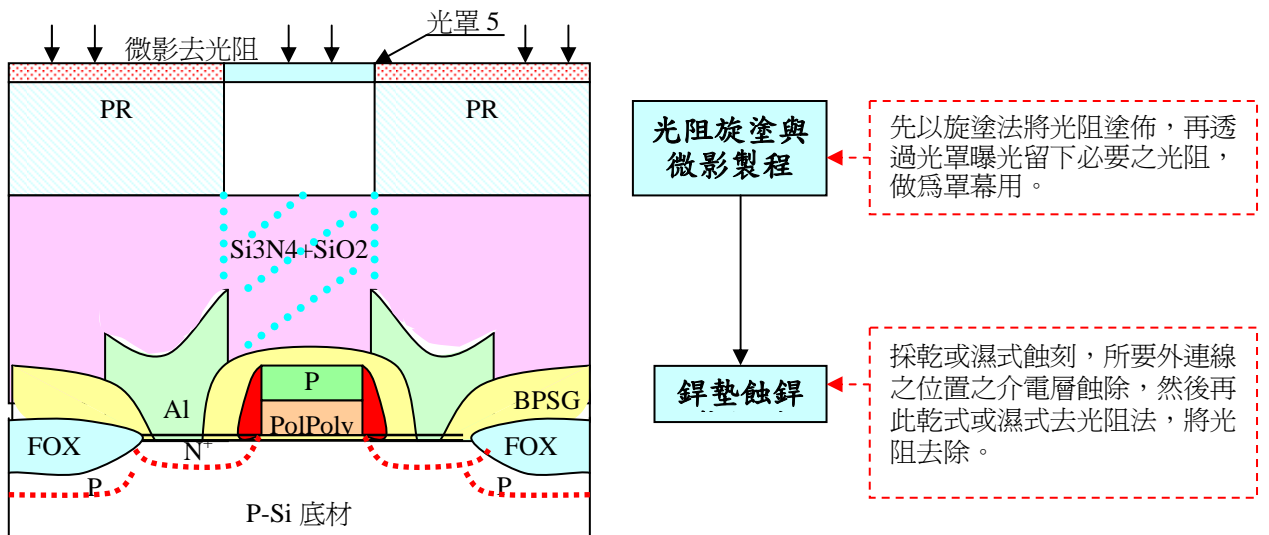 光罩 5
微影去光阻
PR
PR
Si3N4+SiO2
P
Al
BPSG
PolPoly
FOX
N+
FOX
P
P
P-Si 底材
光阻旋塗與
微影製程
先以旋塗法將光阻塗佈，再透
過光罩曝光留下必要之光阻，
做為罩幕用。
銲墊蝕銲
採乾或濕式蝕刻，所要外連線
之位置之介電層蝕除，然後再
此乾式或濕式去光阻法，將光
阻去除。